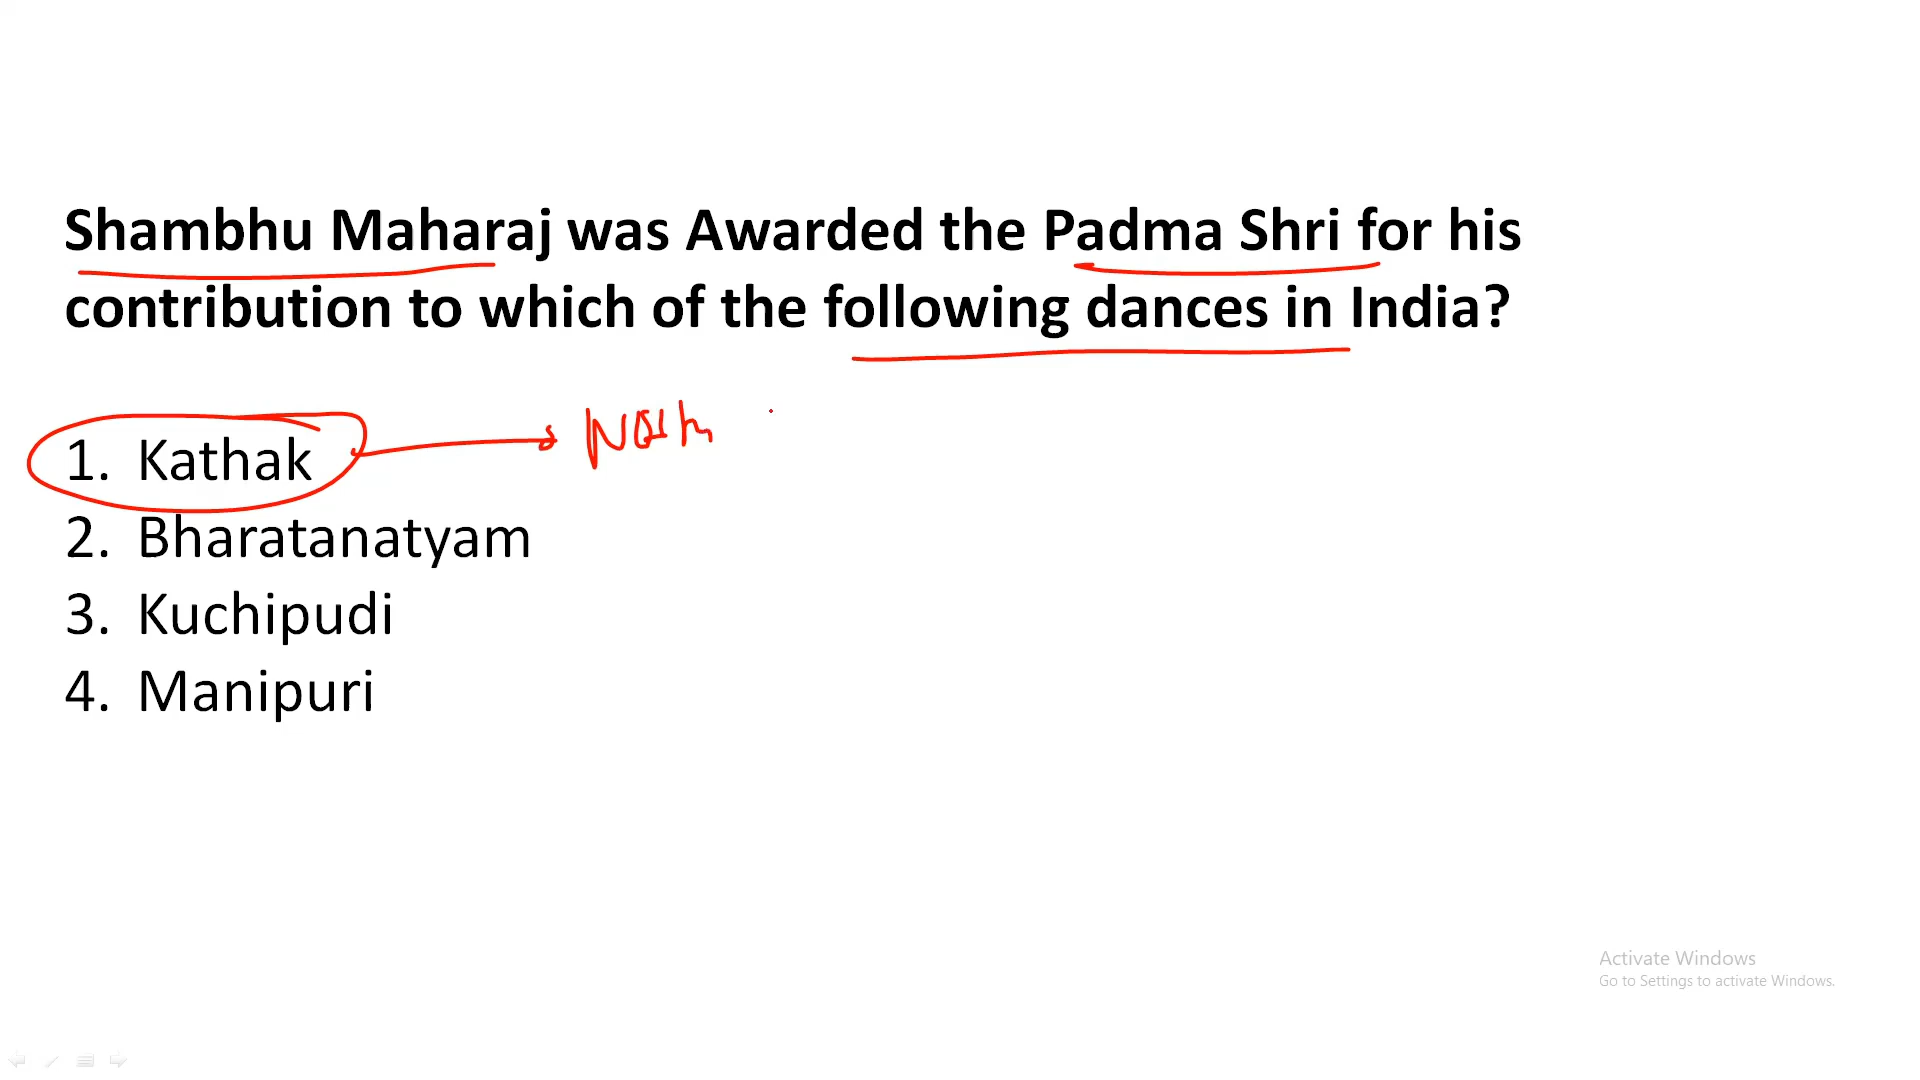 Shambhu Maharaj was Awarded the Padma Shri for his
contribution to which of the following dances in India?
1. Kathak
2. Bharatanatyam
3. Kuchipudi
4. Manipuri
Activate Windows
Go to Settings to activate Windows.